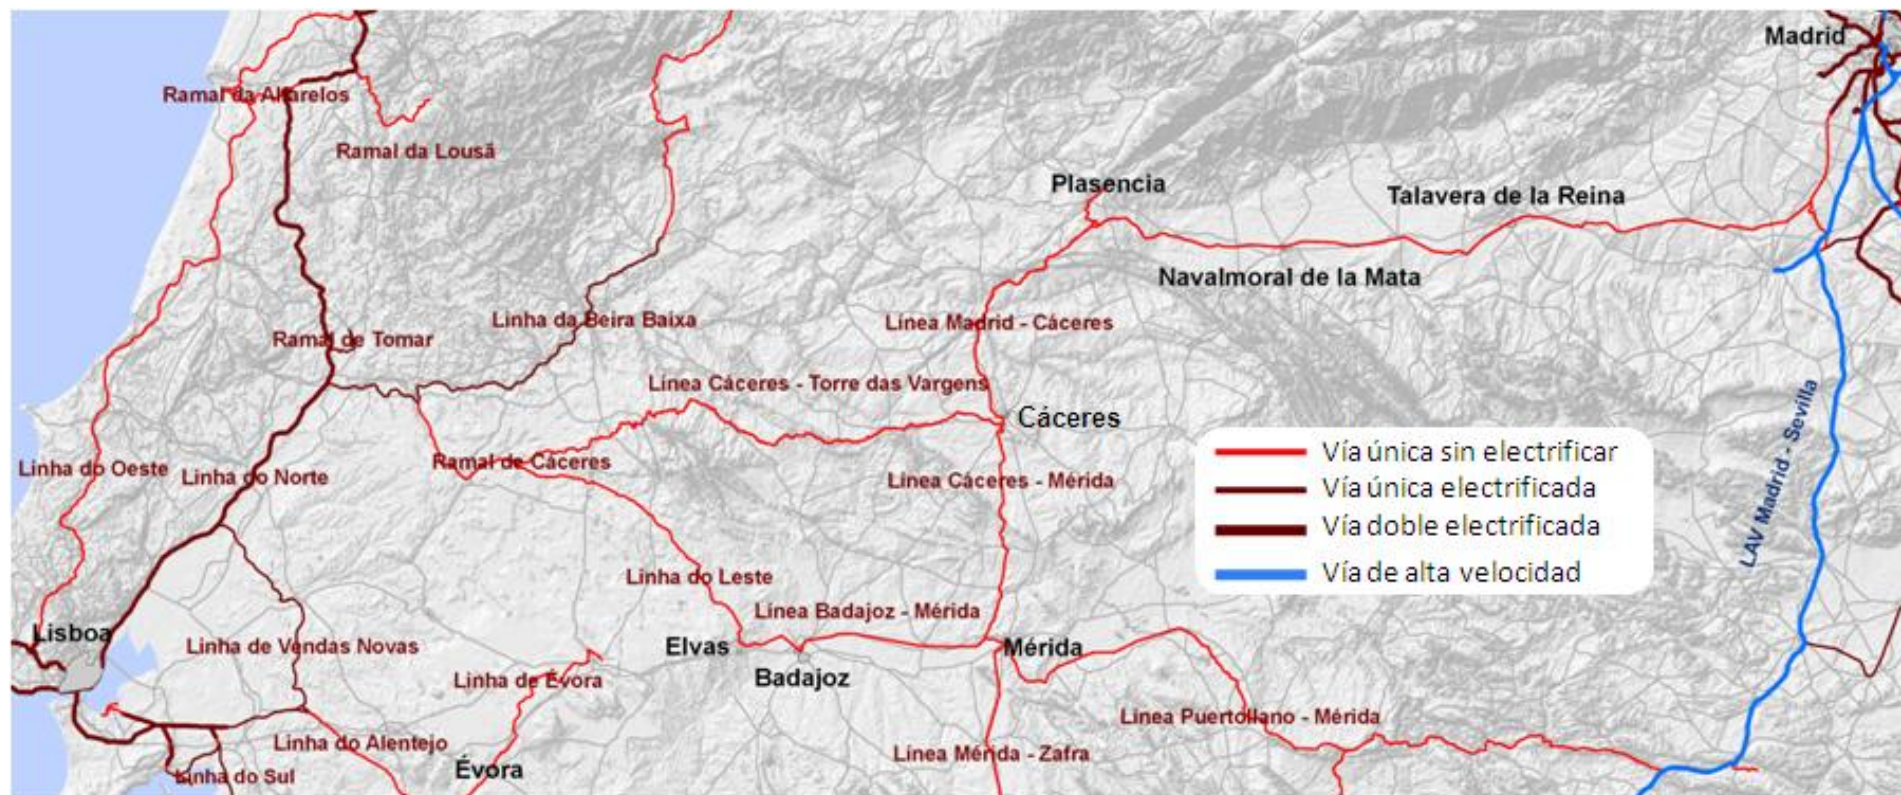 Madrid
Ramal da Alfarelos
Ramal da Lousã
Plasencia
Talavera de la Reina
Navalmoral de la Mata
Linha da Beira Baixa
Línea Madrid - Cáceres
Ramal de Tomar
Línea Cáceres - Torre das Vargens
Cáceres
Linha do Oeste
Linha do Norte
Ramal de Cáceres
Línea Cáceres - Mérida
Vía única sin electrificar
Vía única electrificada
Vía doble electrificada
Vía de alta velocidad
LAV Madrid - Sevilla
Linha do Leste
Línea Badajoz - Mérida
Lisboa
Linha de Vendas Novas
Elvas
Mérida
Linha de Évora
Badajoz
Línea Puertollano - Mérida
Linha do Alentejo
Línea Mérida - Zafra
Évora
Linha do Sul